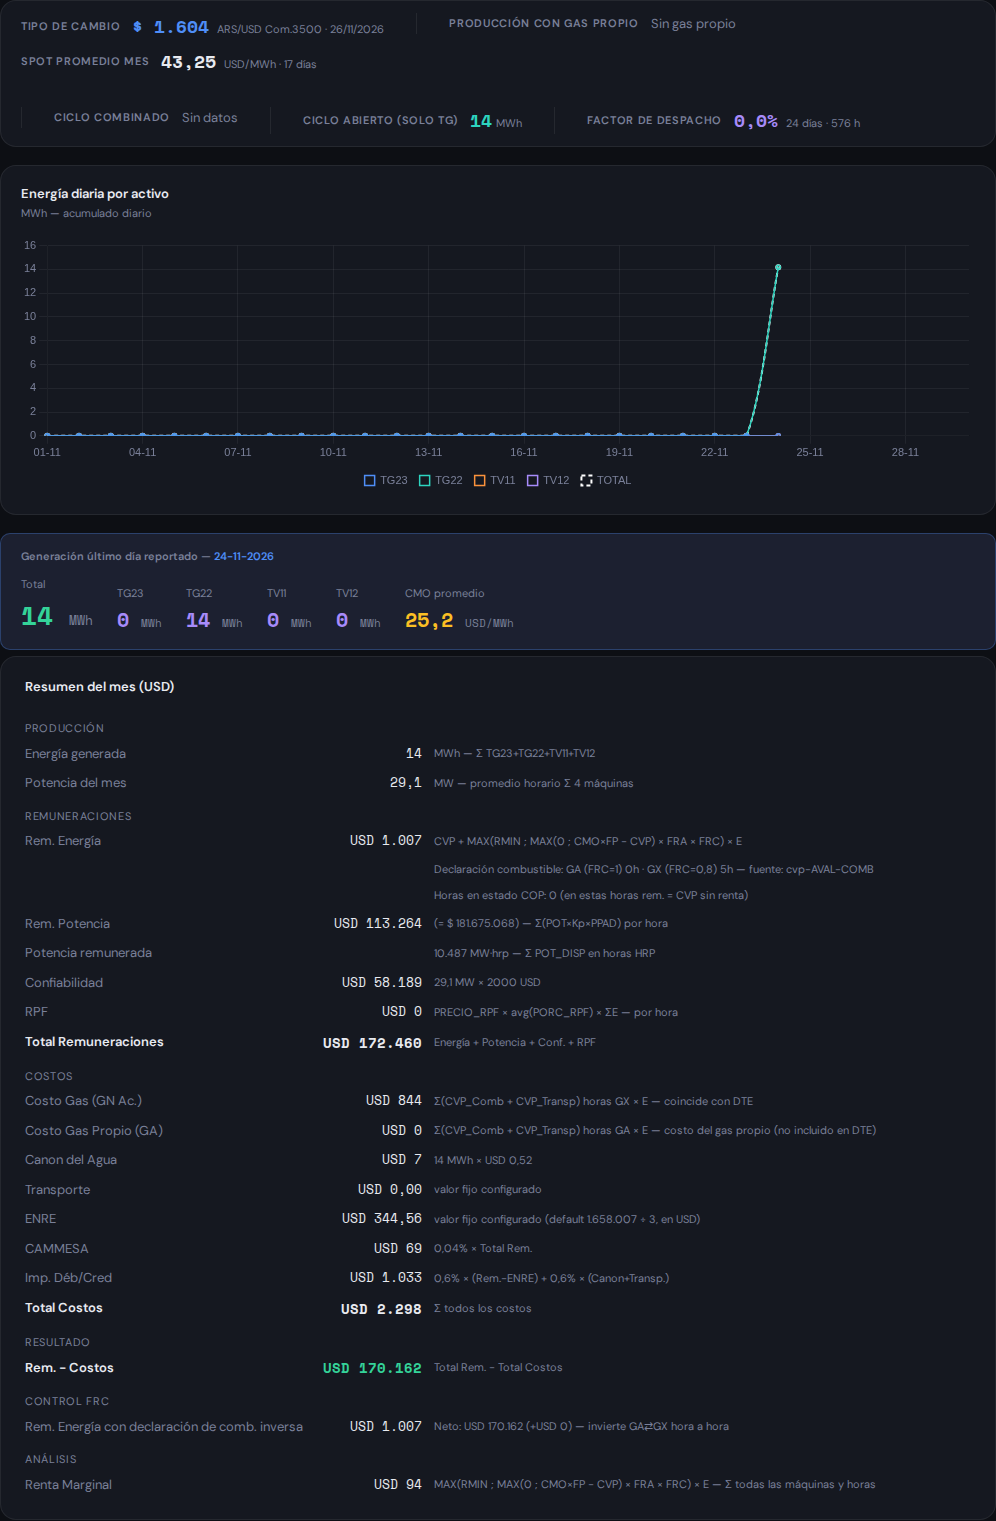 TIPO DE CAMBIO $ 1.604 ARS/USD Com.3500 · 26/11/2026
PRODUCCIÓN CON GAS PROPIO Sin gas propio
SPOT PROMEDIO MES 43,25 USD/MWh · 17 días
CICLO COMBINADO Sin datos
CICLO ABIERTO (SOLO TG) 14 MWh
FACTOR DE DESPACHO 0,0% 24 días · 576 h
Energía diaria por activo
MWh — acumulado diario
16
14
12
10
8
6
4
2
0
01-11 04-11 07-11 10-11 13-11 16-11 19-11 22-11 25-11 28-11
TG23 TG22 TV11 TV12 TOTAL
Generación último día reportado — 24-11-2026
Total TG23 TG22 TV11 TV12 CMO promedio
14 MWh 0 MWh 14 MWh 0 MWh 0 MWh 25,2 USD/MWh
Resumen del mes (USD)
PRODUCCIÓN
Energía generada 14 MWh — Σ TG23+TG22+TV11+TV12
Potencia del mes 29,1 MW — promedio horario Σ 4 máquinas
REMUNERACIONES
Rem. Energía USD 1.007 CVP + MAX(RMIN ; MAX(0 ; CMO×FP − CVP) × FRA × FRC) × E
Declaración combustible: GA (FRC=1) 0h · GX (FRC=0,8) 5h — fuente: cvp-AVAL-COMB
Horas en estado COP: 0 (en estas horas rem. = CVP sin renta)
Rem. Potencia USD 113.264 (= $ 181.675.068) — Σ(POT×Kp×PPAD) por hora
Potencia remunerada 10.487 MW·hrp — Σ POT_DISP en horas HRP
Confiabilidad USD 58.189 29,1 MW × 2000 USD
RPF USD 0 PRECIO_RPF × avg(PORC_RPF) × ΣE — por hora
Total Remuneraciones USD 172.460 Energía + Potencia + Conf. + RPF
COSTOS
Costo Gas (GN Ac.) USD 844 Σ(CVP_Comb + CVP_Transp) horas GX × E — coincide con DTE
Costo Gas Propio (GA) USD 0 Σ(CVP_Comb + CVP_Transp) horas GA × E — costo del gas propio (no incluido en DTE)
Canon del Agua USD 7 14 MWh × USD 0,52
Transporte USD 0,00 valor fijo configurado
ENRE USD 344,56 valor fijo configurado (default 1.658.007 ÷ 3, en USD)
CAMMESA USD 69 0,04% × Total Rem.
Imp. Déb/Cred USD 1.033 0,6% × (Rem.−ENRE) + 0,6% × (Canon+Transp.)
Total Costos USD 2.298 Σ todos los costos
RESULTADO
Rem. - Costos USD 170.162 Total Rem. − Total Costos
CONTROL FRC
Rem. Energía con declaración de comb. inversa USD 1.007 Neto: USD 170.162 (+USD 0) — invierte GA⇄GX hora a hora
ANÁLISIS
Renta Marginal USD 94 MAX(RMIN ; MAX(0 ; CMO×FP − CVP) × FRA × FRC) × E — Σ todas las máquinas y horas